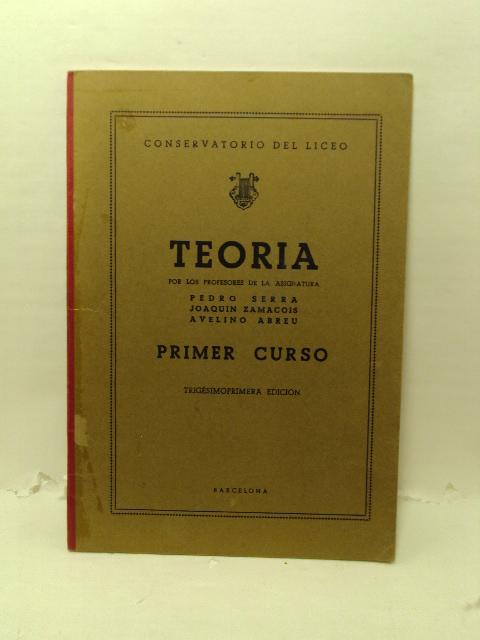 CONSERVATORIO DEL LICEO
TEORIA
POR LOS PROFESORES DE LA ASIGNATURA
PEDRO SERRA
JOAQUIN ZAMACOIS
AVELINO ABREU
PRIMER CURSO
TRIGÉSIMOPRIMERA EDICION
BARCELONA